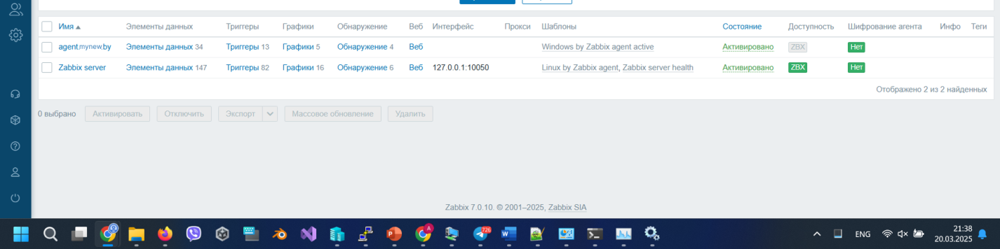 Имя Элементы данных Триггеры Графики Обнаружение Веб Интерфейс Прокси Шаблоны Состояние Доступность Шифрование агента Инфо Теги
agent.mynew.by Элементы данных 34 Триггеры 13 Графики 5 Обнаружение 4 Веб Windows by Zabbix agent active Активировано ZBX Нет
Zabbix server Элементы данных 147 Триггеры 82 Графики 16 Обнаружение 6 Веб 127.0.0.1:10050 Linux by Zabbix agent, Zabbix server health Активировано ZBX Нет
Отображено 2 из 2 найденных
0 выбрано Активировать Отключить Экспорт Массовое обновление Удалить
Zabbix 7.0.10. © 2001–2025, Zabbix SIA
726
A
ENG
21:38
20.03.2025